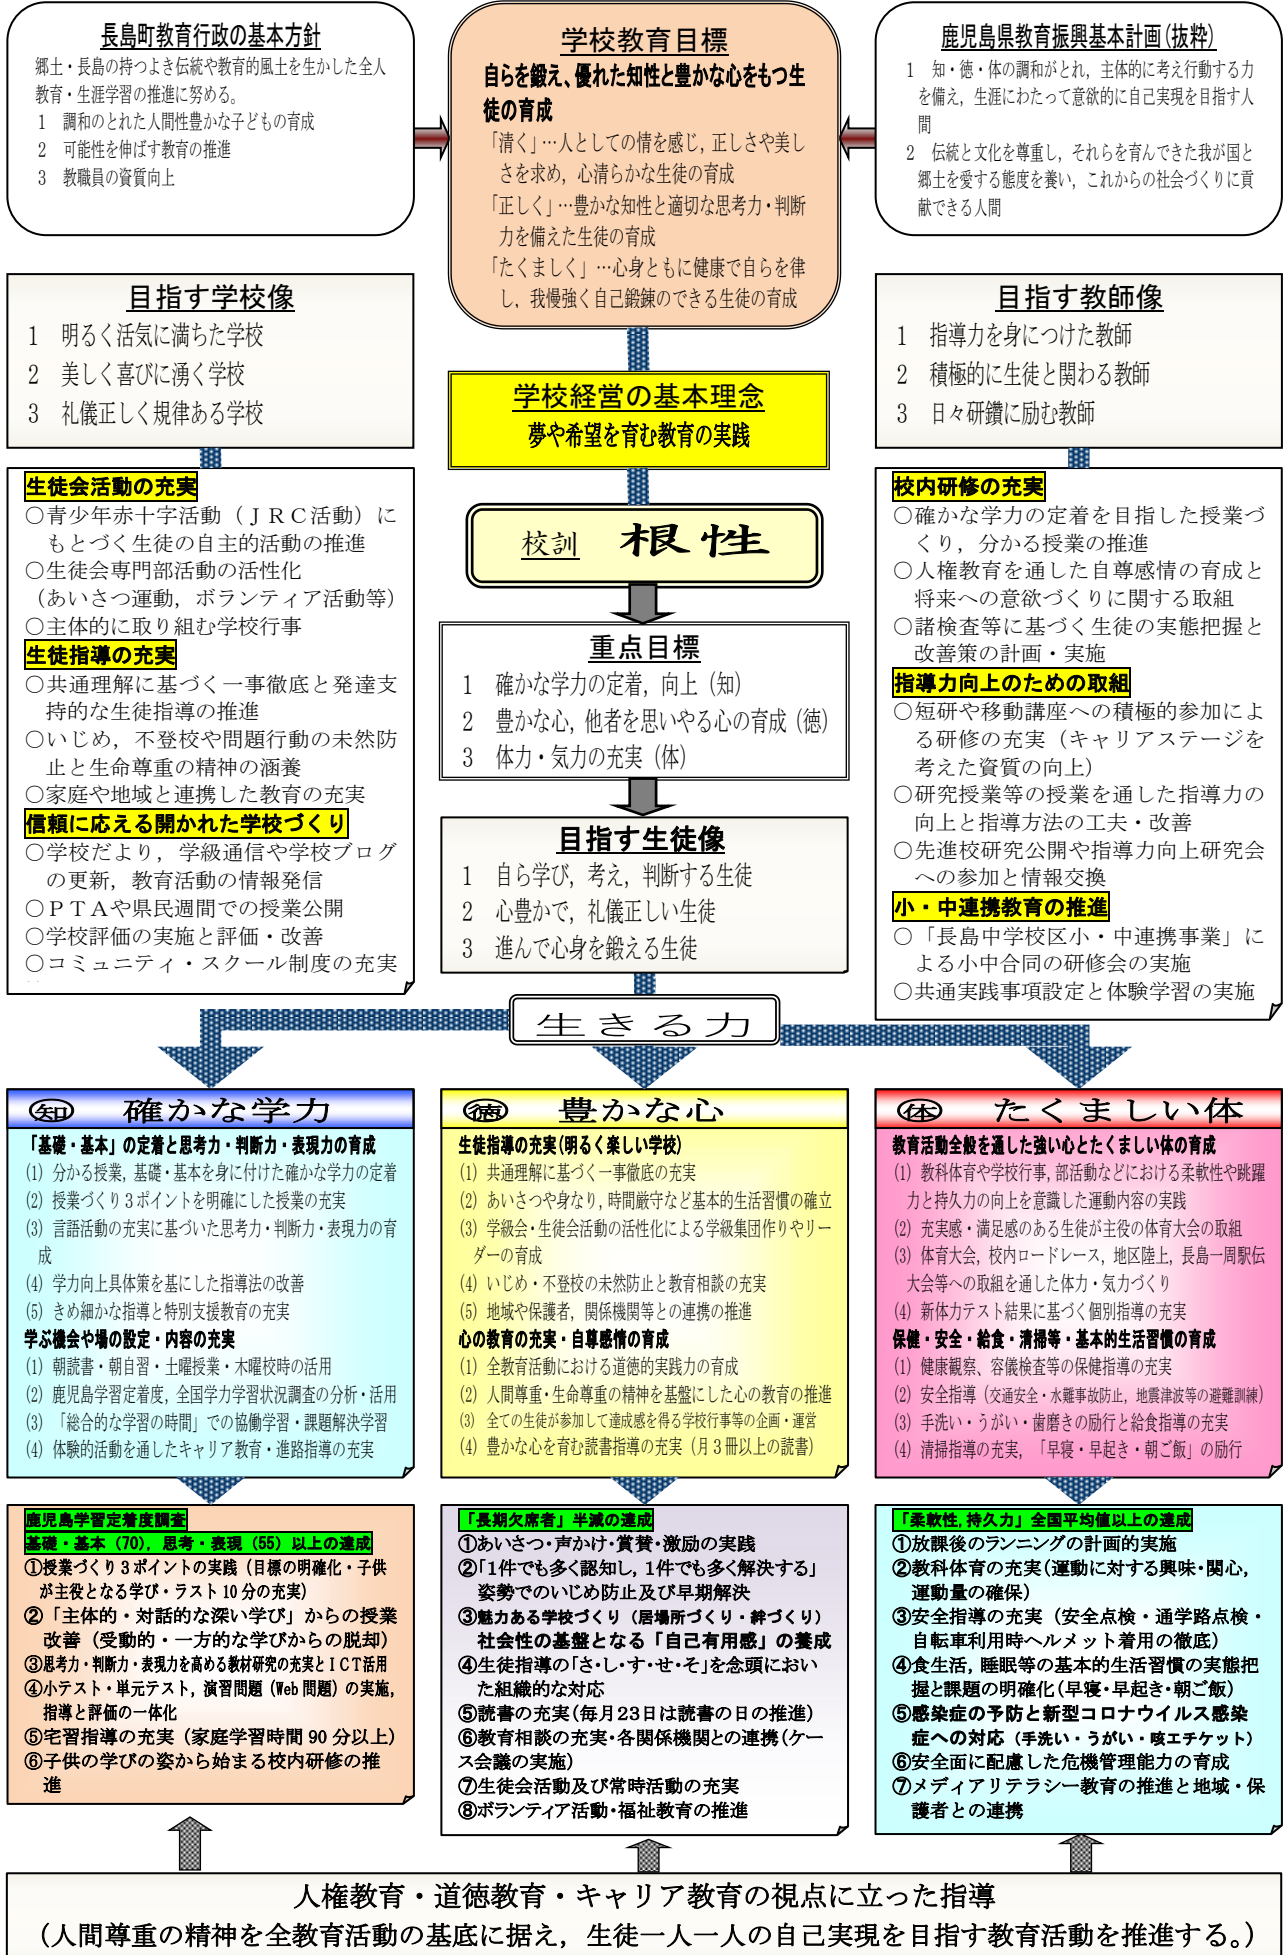 長島町教育行政の基本方針
郷土・長島の持つよき伝統や教育的風土を生かした全人
教育・生涯学習の推進に努める。
1 調和のとれた人間性豊かな子どもの育成
2 可能性を伸ばす教育の推進
3 教職員の資質向上
学校教育目標
自らを鍛え、優れた知性と豊かな心をもつ生
徒の育成
「清く」…人としての情を感じ,正しさや美し
さを求め,心清らかな生徒の育成
「正しく」…豊かな知性と適切な思考力・判断
力を備えた生徒の育成
「たくましく」…心身ともに健康で自らを律
し,我慢強く自己鍛錬のできる生徒の育成
鹿児島県教育振興基本計画(抜粋)
1 知・徳・体の調和がとれ,主体的に考え行動する力
を備え,生涯にわたって意欲的に自己実現を目指す人
間
2 伝統と文化を尊重し,それらを育んできた我が国と
郷土を愛する態度を養い,これからの社会づくりに貢
献できる人間
目指す学校像
1 明るく活気に満ちた学校
2 美しく喜びに湧く学校
3 礼儀正しく規律ある学校
学校経営の基本理念
夢や希望を育む教育の実践
目指す教師像
1 指導力を身につけた教師
2 積極的に生徒と関わる教師
3 日々研鑽に励む教師
生徒会活動の充実
○青少年赤十字活動(JRC活動)に
もとづく生徒の自主的活動の推進
○生徒会専門部活動の活性化
(あいさつ運動,ボランティア活動等)
○主体的に取り組む学校行事
生徒指導の充実
○共通理解に基づく一事徹底と発達支
持的な生徒指導の推進
○いじめ,不登校や問題行動の未然防
止と生命尊重の精神の涵養
○家庭や地域と連携した教育の充実
信頼に応える開かれた学校づくり
○学校だより,学級通信や学校ブログ
の更新,教育活動の情報発信
○PTAや県民週間での授業公開
○学校評価の実施と評価・改善
○コミュニティ・スクール制度の充実
校訓 根性
重点目標
1 確かな学力の定着,向上(知)
2 豊かな心,他者を思いやる心の育成(徳)
3 体力・気力の充実(体)
目指す生徒像
1 自ら学び,考え,判断する生徒
2 心豊かで,礼儀正しい生徒
3 進んで心身を鍛える生徒
校内研修の充実
○確かな学力の定着を目指した授業づ
くり,分かる授業の推進
○人権教育を通した自尊感情の育成と
将来への意欲づくりに関する取組
○諸検査等に基づく生徒の実態把握と
改善策の計画・実施
指導力向上のための取組
○短研や移動講座への積極的参加によ
る研修の充実(キャリアステージを
考えた資質の向上)
○研究授業等の授業を通した指導力の
向上と指導方法の工夫・改善
○先進校研究公開や指導力向上研究会
への参加と情報交換
小・中連携教育の推進
○「長島中学校区小・中連携事業」に
よる小中合同の研修会の実施
○共通実践事項設定と体験学習の実施
生きる力
㊙知 確かな学力
「基礎・基本」の定着と思考力・判断力・表現力の育成
(1) 分かる授業,基礎・基本を身に付けた確かな学力の定着
(2) 授業づくり3ポイントを明確にした授業の充実
(3) 言語活動の充実に基づいた思考力・判断力・表現力の育
成
(4) 学力向上具体策を基にした指導法の改善
(5) きめ細かな指導と特別支援教育の充実
学ぶ機会や場の設定・内容の充実
(1) 朝読書・朝自習・土曜授業・木曜校時の活用
(2) 鹿児島学習定着度,全国学力学習状況調査の分析・活用
(3) 「総合的な学習の時間」での協働学習・課題解決学習
(4) 体験的活動を通したキャリア教育・進路指導の充実
徳 豊かな心
生徒指導の充実(明るく楽しい学校)
(1) 共通理解に基づく一事徹底の充実
(2) あいさつや身なり,時間厳守など基本的生活習慣の確立
(3) 学級会・生徒会活動の活性化による学級集団作りやリー
ダーの育成
(4) いじめ・不登校の未然防止と教育相談の充実
(5) 地域や保護者,関係機関等との連携の推進
心の教育の充実・自尊感情の育成
(1) 全教育活動における道徳的実践力の育成
(2) 人間尊重・生命尊重の精神を基盤にした心の教育の推進
(3) 全ての生徒が参加して達成感を得る学校行事等の企画・運営
(4) 豊かな心を育む読書指導の充実(月3冊以上の読書)
体 たくましい体
教育活動全般を通した強い心とたくましい体の育成
(1) 教科体育や学校行事,部活動などにおける柔軟性や跳躍
力と持久力の向上を意識した運動内容の実践
(2) 充実感・満足感のある生徒が主役の体育大会の取組
(3) 体育大会,校内ロードレース,地区陸上,長島一周駅伝
大会等への取組を通した体力・気力づくり
(4) 新体力テスト結果に基づく個別指導の充実
保健・安全・給食・清掃等・基本的生活習慣の育成
(1) 健康観察、容儀検査等の保健指導の充実
(2) 安全指導(交通安全・水難事故防止,地震津波等の避難訓練)
(3) 手洗い・うがい・歯磨きの励行と給食指導の充実
(4) 清掃指導の充実,「早寝・早起き・朝ご飯」の励行
鹿児島学習定着度調査
基礎・基本(70),思考・表現(55)以上の達成
①授業づくり3ポイントの実践(目標の明確化・子供
が主役となる学び・ラスト10分の充実)
②「主体的・対話的な深い学び」からの授業
改善(受動的・一方的な学びからの脱却)
③思考力・判断力・表現力を高める教材研究の充実とICT活用
④小テスト・単元テスト,演習問題(Web問題)の実施,
指導と評価の一体化
⑤宅習指導の充実(家庭学習時間90分以上)
⑥子供の学びの姿から始まる校内研修の推
進
「長期欠席者」半減の達成
①あいさつ・声かけ・賞賛・激励の実践
②「1件でも多く認知し,1件でも多く解決する」
姿勢でのいじめ防止及び早期解決
③魅力ある学校づくり(居場所づくり・絆づくり)
社会性の基盤となる「自己有用感」の養成
④生徒指導の「さ・し・す・せ・そ」を念頭におい
た組織的な対応
⑤読書の充実(毎月23日は読書の日の推進)
⑥教育相談の充実・各関係機関との連携(ケー
ス会議の実施)
⑦生徒会活動及び常時活動の充実
⑧ボランティア活動・福祉教育の推進
「柔軟性,持久力」全国平均値以上の達成
①放課後のランニングの計画的実施
②教科体育の充実(運動に対する興味・関心,
運動量の確保)
③安全指導の充実(安全点検・通学路点検・
自転車利用時ヘルメット着用の徹底)
④食生活,睡眠等の基本的生活習慣の実態把
握と課題の明確化(早寝・早起き・朝ご飯)
⑤感染症の予防と新型コロナウイルス感染
症への対応(手洗い・うがい・咳エチケット)
⑥安全面に配慮した危機管理能力の育成
⑦メディアリテラシー教育の推進と地域・保
護者との連携
人権教育・道徳教育・キャリア教育の視点に立った指導
(人間尊重の精神を全教育活動の基底に据え,生徒一人一人の自己実現を目指す教育活動を推進する。)